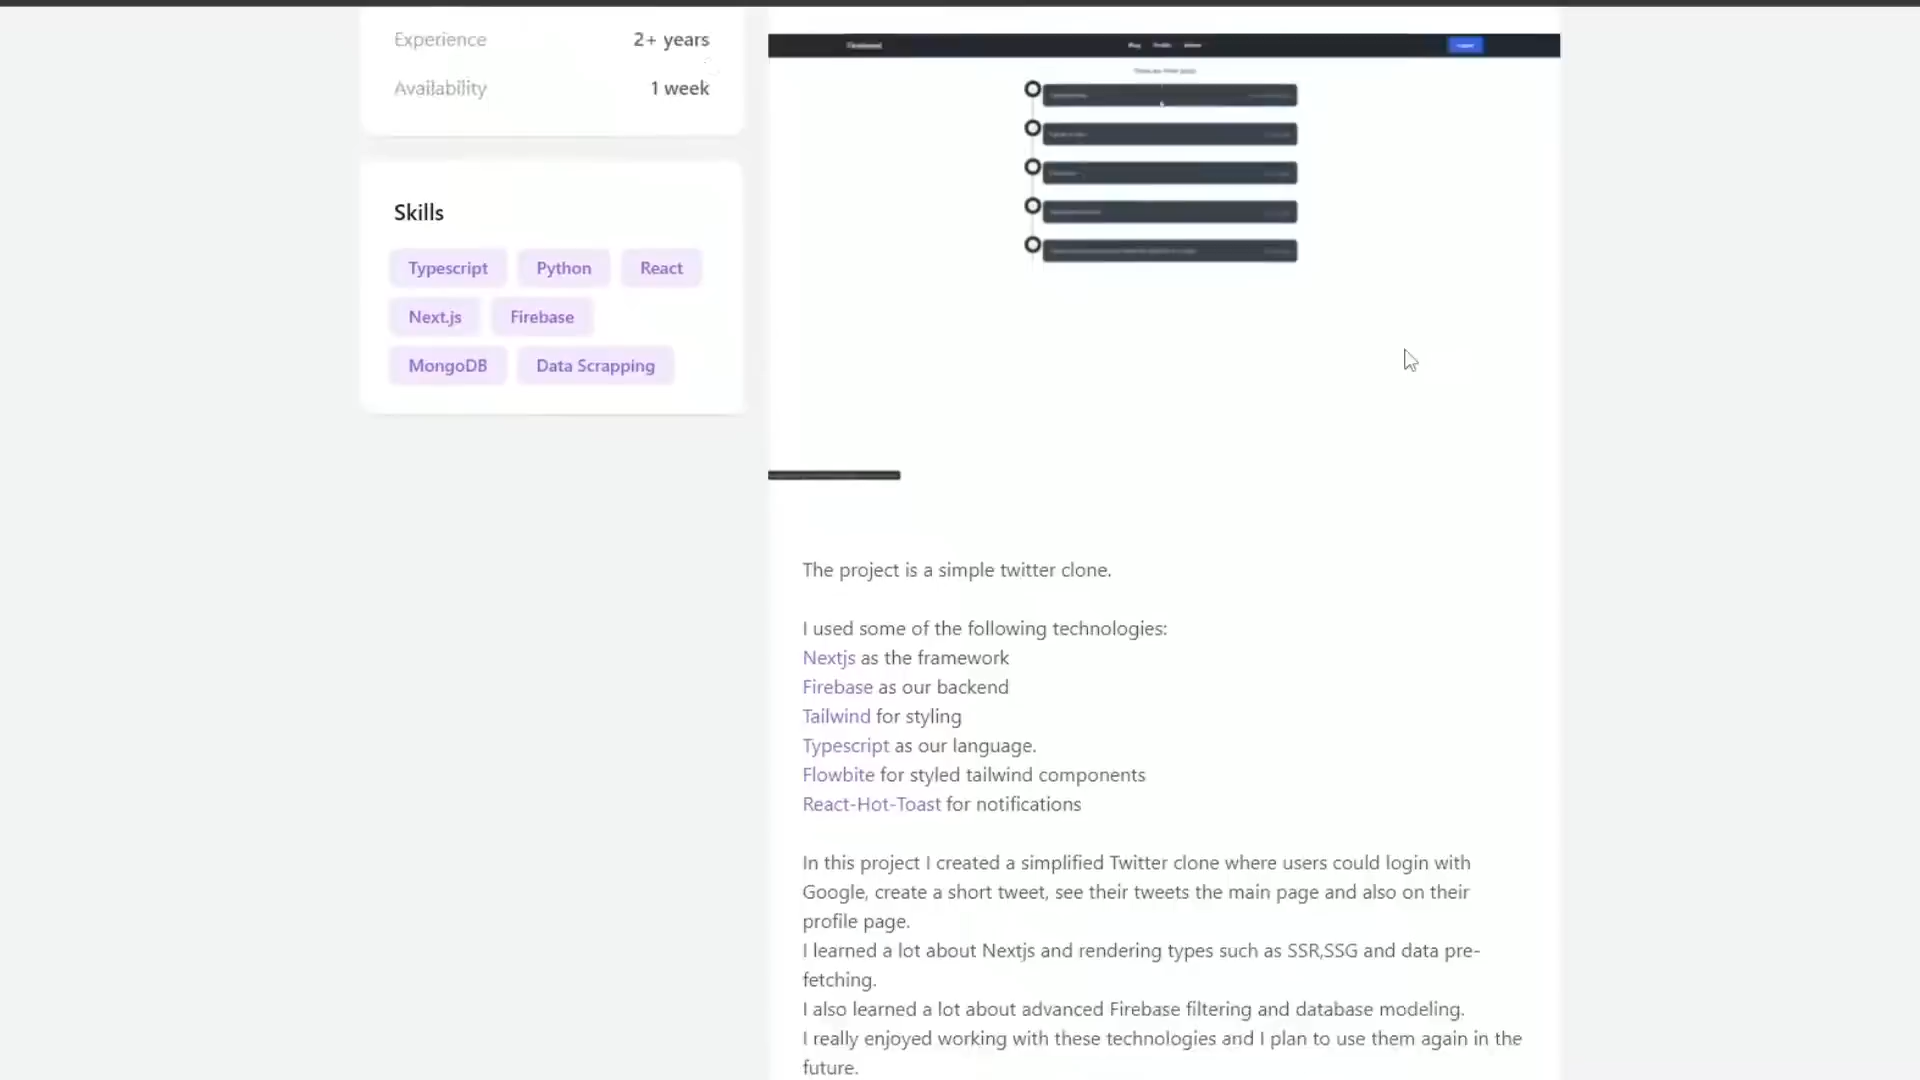 Experience 2+ years
Availability 1 week
Skills
Typescript Python React
Next.js Firebase
MongoDB Data Scrapping
The project is a simple twitter clone.
I used some of the following technologies:
Nextjs as the framework
Firebase as our backend
Tailwind for styling
Typescript as our language.
Flowbite for styled tailwind components
React-Hot-Toast for notifications
In this project I created a simplified Twitter clone where users could login with
Google, create a short tweet, see their tweets the main page and also on their
profile page.
I learned a lot about Nextjs and rendering types such as SSR,SSG and data pre-
fetching.
I also learned a lot about advanced Firebase filtering and database modeling.
I really enjoyed working with these technologies and I plan to use them again in the
future.